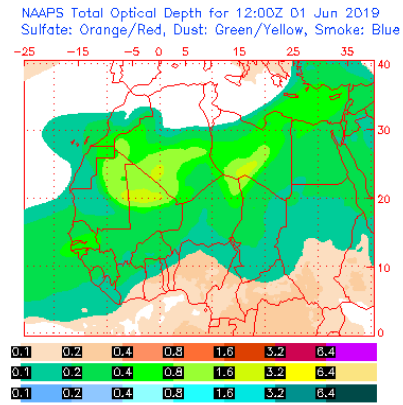 NAAPS Total Optical Depth for 12:00Z 01 Jun 2019
Sulfate: Orange/Red, Dust: Green/Yellow, Smoke: Blue
-25 -15 -10 -5 0 5 10 15 20 25 35
40
30
20
10
0
0.1 0.2 0.4 0.8 1.6 3.2 6.4
0.1 0.2 0.4 0.8 1.6 3.2 6.4
0.1 0.2 0.4 0.8 1.6 3.2 6.4